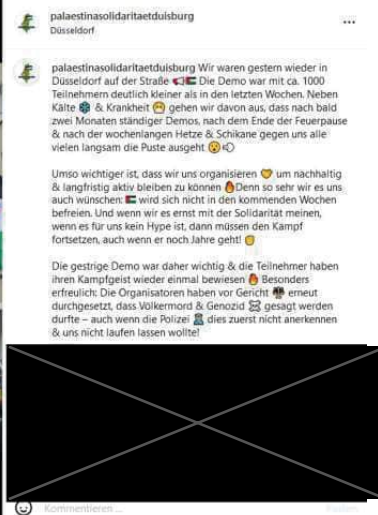 palaestinasolidaritaetduisburg
Düsseldorf
palaestinasolidaritaetduisburg Wir waren gestern wieder in
Düsseldorf auf der Straße 📢🇵🇸 Die Demo war mit ca. 1000
Teilnehmern deutlich kleiner als in den letzten Wochen. Neben
Kälte ❄️ & Krankheit 😷 gehen wir davon aus, dass nach bald
zwei Monaten ständiger Demos, nach dem Ende der Feuerpause
& nach der wochenlangen Hetze & Schikane gegen uns alle
vielen langsam die Puste ausgeht 😮💨
Umso wichtiger ist, dass wir uns organisieren 🧡 um nachhaltig
& langfristig aktiv bleiben zu können 🔥Denn so sehr wir es uns
auch wünschen: 🇵🇸 wird sich nicht in den kommenden Wochen
befreien. Und wenn wir es ernst mit der Solidarität meinen,
wenn es für uns kein Hype ist, dann müssen den Kampf
fortsetzen, auch wenn er noch Jahre geht! ✊
Die gestrige Demo war daher wichtig & die Teilnehmer haben
ihren Kampfgeist wieder einmal bewiesen 🔥 Besonders
erfreulich: Die Organisatoren haben vor Gericht erneut
durchgesetzt, dass Völkermord & Genozid ☠️ gesagt werden
durfte – auch wenn die Polizei 👮 dies zuerst nicht anerkennen
& uns nicht laufen lassen wollte!
Kommentieren ...